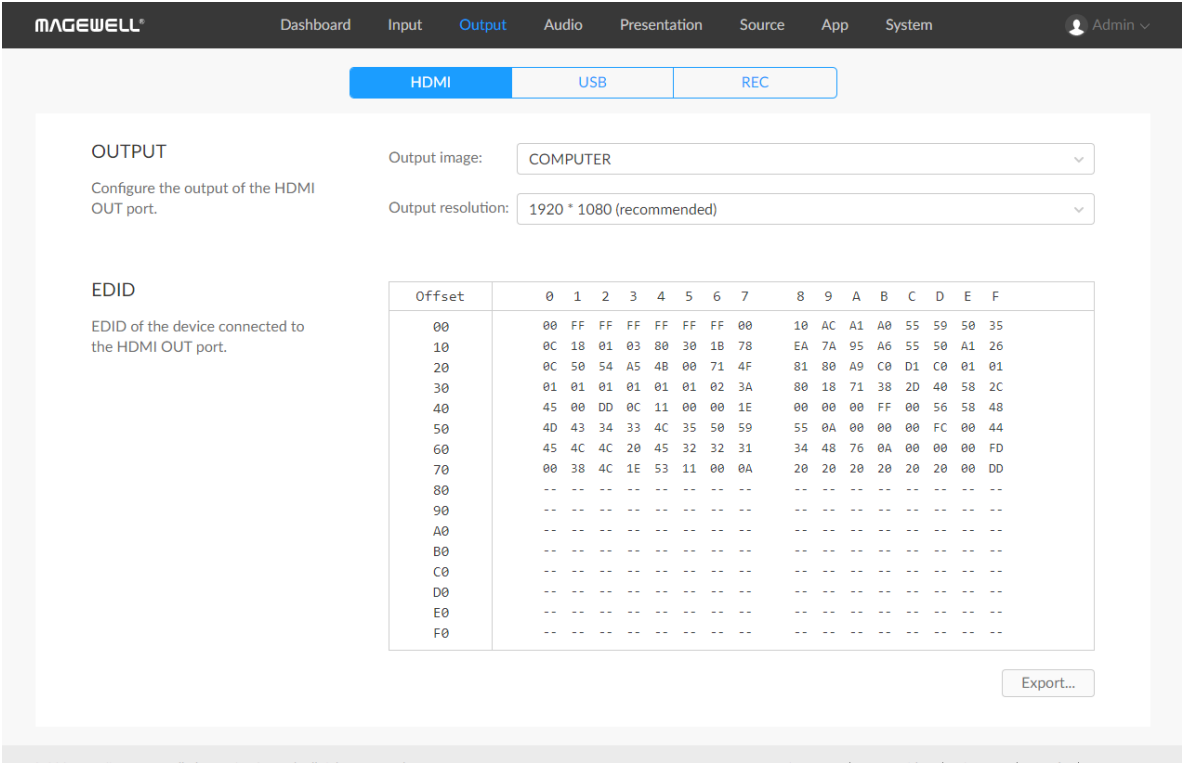 MAGEWELL®
Dashboard Input Output Audio Presentation Source App System Admin
HDMI USB REC
OUTPUT
Configure the output of the HDMI
OUT port.
Output image: COMPUTER
Output resolution: 1920 * 1080 (recommended)
EDID
EDID of the device connected to
the HDMI OUT port.
Offset 0 1 2 3 4 5 6 7 8 9 A B C D E F
00 00 FF FF FF FF FF FF 00 10 AC A1 A0 55 59 50 35
10 0C 18 01 03 80 30 1B 78 EA 7A 95 A6 55 50 A1 26
20 0C 50 54 A5 4B 00 71 4F 81 80 A9 C0 D1 C0 01 01
30 01 01 01 01 01 01 02 3A 80 18 71 38 2D 40 58 2C
40 45 00 DD 0C 11 00 00 1E 00 00 00 FF 00 56 58 48
50 4D 43 34 33 4C 35 50 59 55 0A 00 00 00 FC 00 44
60 45 4C 4C 20 45 32 32 31 34 48 76 0A 00 00 00 FD
70 00 38 4C 1E 53 11 00 0A 20 20 20 20 20 20 00 DD
80 -- -- -- -- -- -- -- -- -- -- -- -- -- -- -- --
90 -- -- -- -- -- -- -- -- -- -- -- -- -- -- -- --
A0 -- -- -- -- -- -- -- -- -- -- -- -- -- -- -- --
B0 -- -- -- -- -- -- -- -- -- -- -- -- -- -- -- --
C0 -- -- -- -- -- -- -- -- -- -- -- -- -- -- -- --
D0 -- -- -- -- -- -- -- -- -- -- -- -- -- -- -- --
E0 -- -- -- -- -- -- -- -- -- -- -- -- -- -- -- --
F0 -- -- -- -- -- -- -- -- -- -- -- -- -- -- -- --
Export...